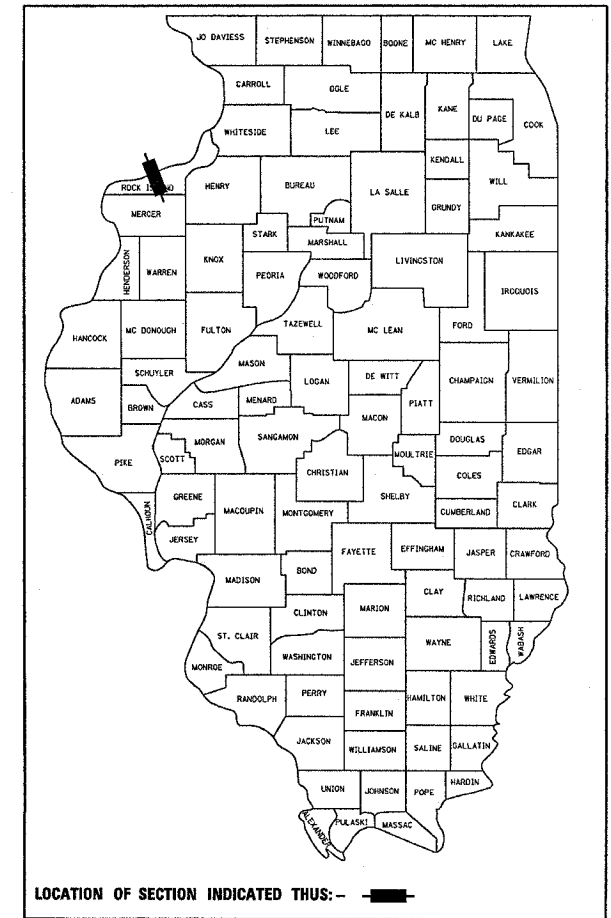 JO DAVIESS
STEPHENSON
WINNEBAGO
BOONE
MC HENRY
LAKE
CARROLL
OGLE
DE KALB
KANE
DU PAGE
COOK
WHITESIDE
LEE
KENDALL
WILL
ROCK ISLAND
HENRY
BUREAU
LA SALLE
GRUNDY
MERCER
PUTNAM
KANKAKEE
STARK
MARSHALL
HENDERSON
WARREN
KNOX
PEORIA
WOODFORD
LIVINGSTON
IROQUOIS
HANCOCK
MC DONOUGH
FULTON
TAZEWELL
MC LEAN
FORD
SCHUYLER
MASON
LOGAN
DE WITT
CHAMPAIGN
VERMILION
ADAMS
BROWN
CASS
MENARD
MACON
PIATT
PIKE
SCOTT
MORGAN
SANGAMON
CHRISTIAN
MOULTRIE
DOUGLAS
EDGAR
COLES
CALHOUN
GREENE
MACOUPIN
MONTGOMERY
SHELBY
CUMBERLAND
CLARK
JERSEY
FAYETTE
EFFINGHAM
JASPER
CRAWFORD
MADISON
BOND
CLAY
RICHLAND
LAWRENCE
CLINTON
MARION
ST. CLAIR
WAYNE
EDWARDS
WABASH
WASHINGTON
JEFFERSON
MONROE
RANDOLPH
PERRY
HAMILTON
WHITE
FRANKLIN
JACKSON
WILLIAMSON
SALINE
GALLATIN
UNION
JOHNSON
POPE
HARDIN
ALEXANDER
PULASKI
MASSAC
LOCATION OF SECTION INDICATED THUS:-